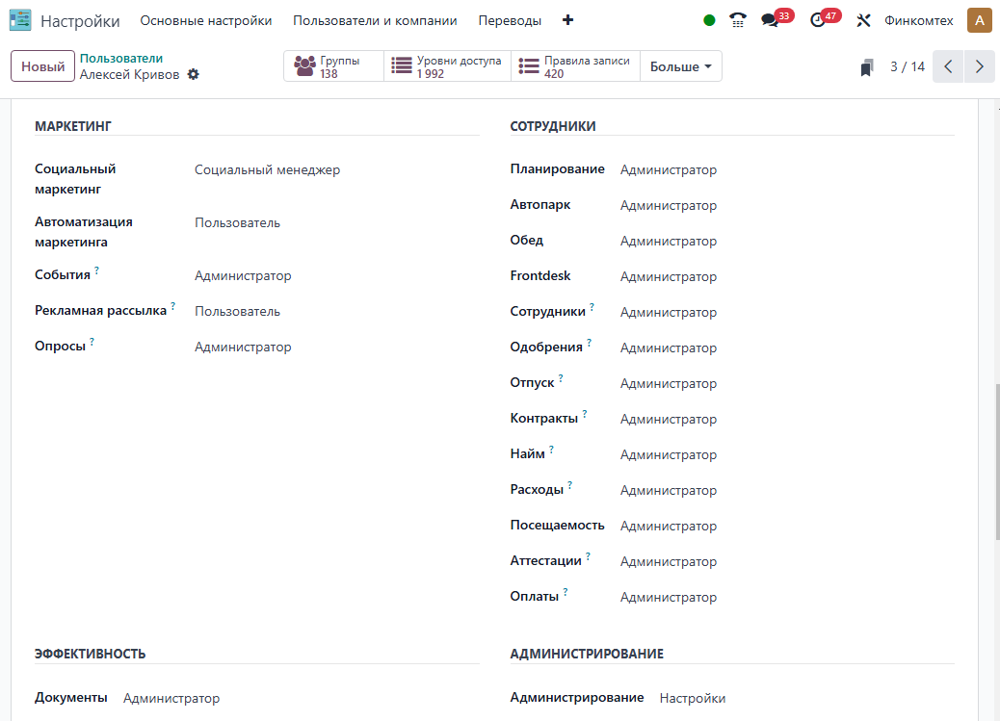 Настройки Основные настройки Пользователи и компании Переводы 33 47 Финкомтех А
Новый
Пользователи
Алексей Кривов
Группы
138
Уровни доступа
1 992
Правила записи
420
Больше
3 / 14
МАРКЕТИНГ
Социальный
маркетинг
Социальный менеджер
Автоматизация
маркетинга
Пользователь
События ? Администратор
Рекламная рассылка ? Пользователь
Опросы ? Администратор
СОТРУДНИКИ
Планирование Администратор
Автопарк Администратор
Обед Администратор
Frontdesk Администратор
Сотрудники ? Администратор
Одобрения ? Администратор
Отпуск ? Администратор
Контракты ? Администратор
Найм ? Администратор
Расходы ? Администратор
Посещаемость Администратор
Аттестации ? Администратор
Оплаты ? Администратор
ЭФФЕКТИВНОСТЬ
Документы Администратор
АДМИНИСТРИРОВАНИЕ
Администрирование Настройки